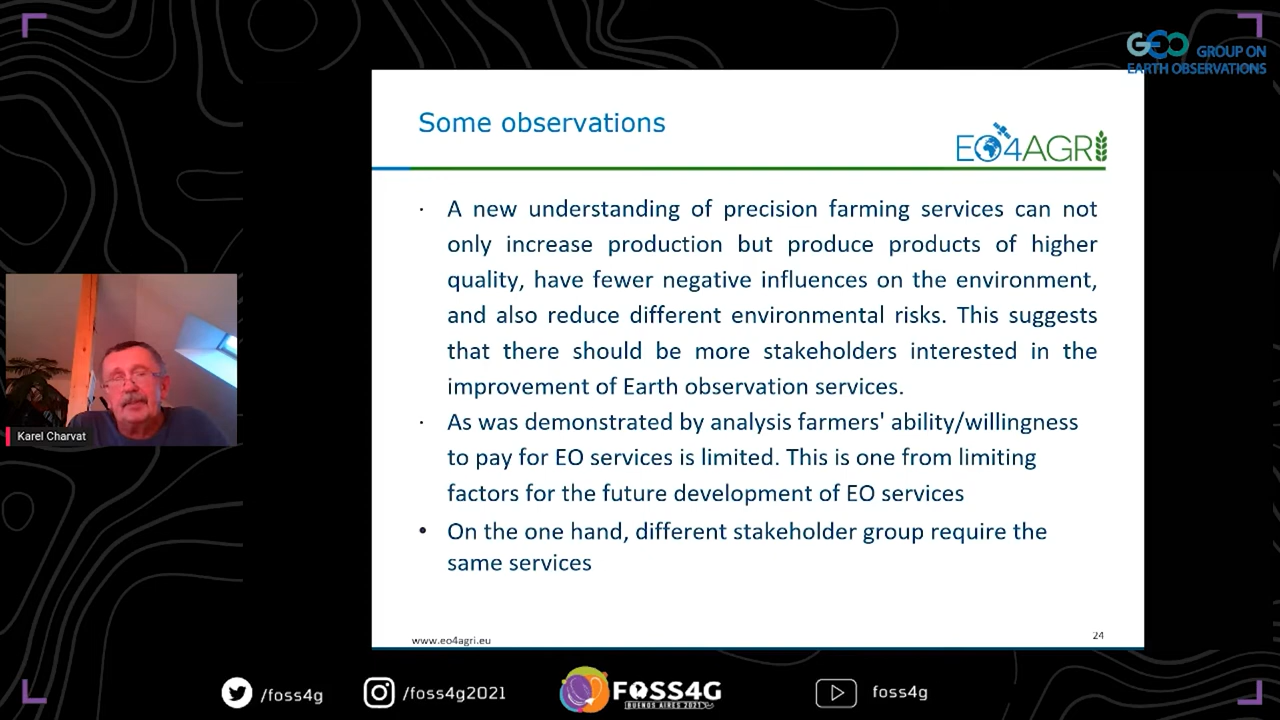 GEO GROUP ON
EARTH OBSERVATIONS
Some observations
EO4AGRI
· A new understanding of precision farming services can not
only increase production but produce products of higher
quality, have fewer negative influences on the environment,
and also reduce different environmental risks. This suggests
that there should be more stakeholders interested in the
improvement of Earth observation services.
· As was demonstrated by analysis farmers' ability/willingness
to pay for EO services is limited. This is one from limiting
factors for the future development of EO services
• On the one hand, different stakeholder group require the
same services
Karel Charvat
www.eo4agri.eu
24
/foss4g
/foss4g2021
FOSS4G
BUENOS AIRES 2021
foss4g